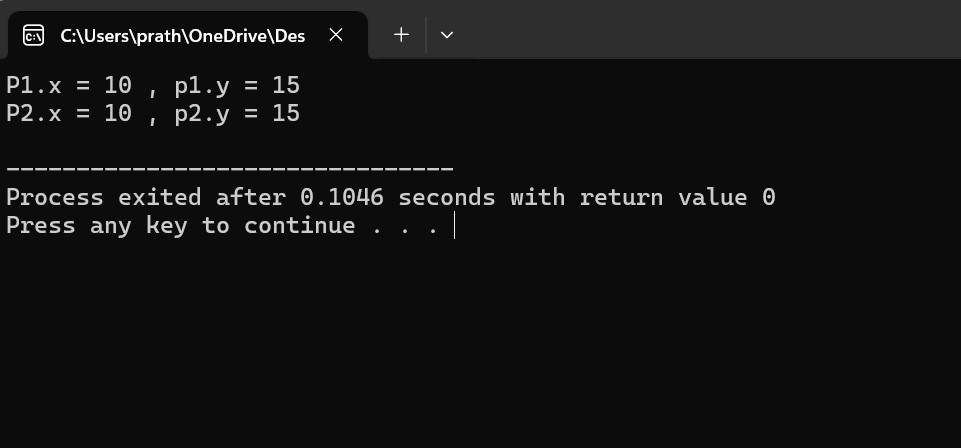 C:\Users\prath\OneDrive\Des
P1.x = 10 , p1.y = 15
P2.x = 10 , p2.y = 15
--------------------------------
Process exited after 0.1046 seconds with return value 0
Press any key to continue . . .